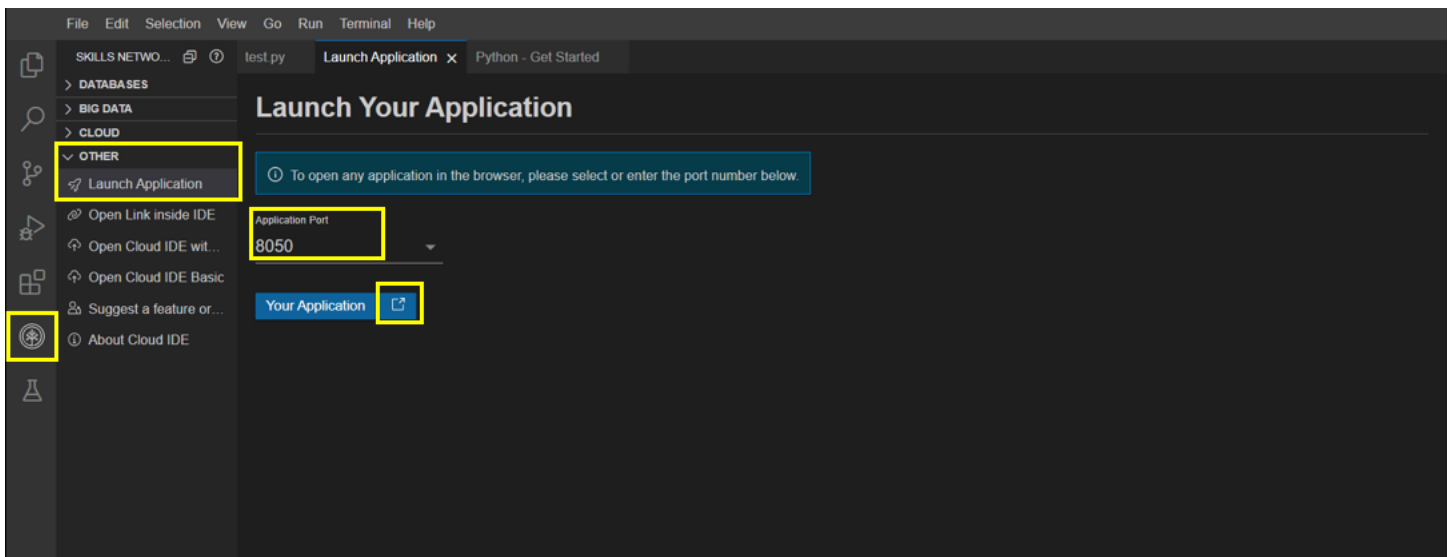 File Edit Selection View Go Run Terminal Help
SKILLS NETWO...
test.py Launch Application Python - Get Started
DATABASES
BIG DATA
CLOUD
OTHER
Launch Application
Open Link inside IDE
Open Cloud IDE wit...
Open Cloud IDE Basic
Suggest a feature or...
About Cloud IDE
Launch Your Application
To open any application in the browser, please select or enter the port number below.
Application Port
8050
Your Application